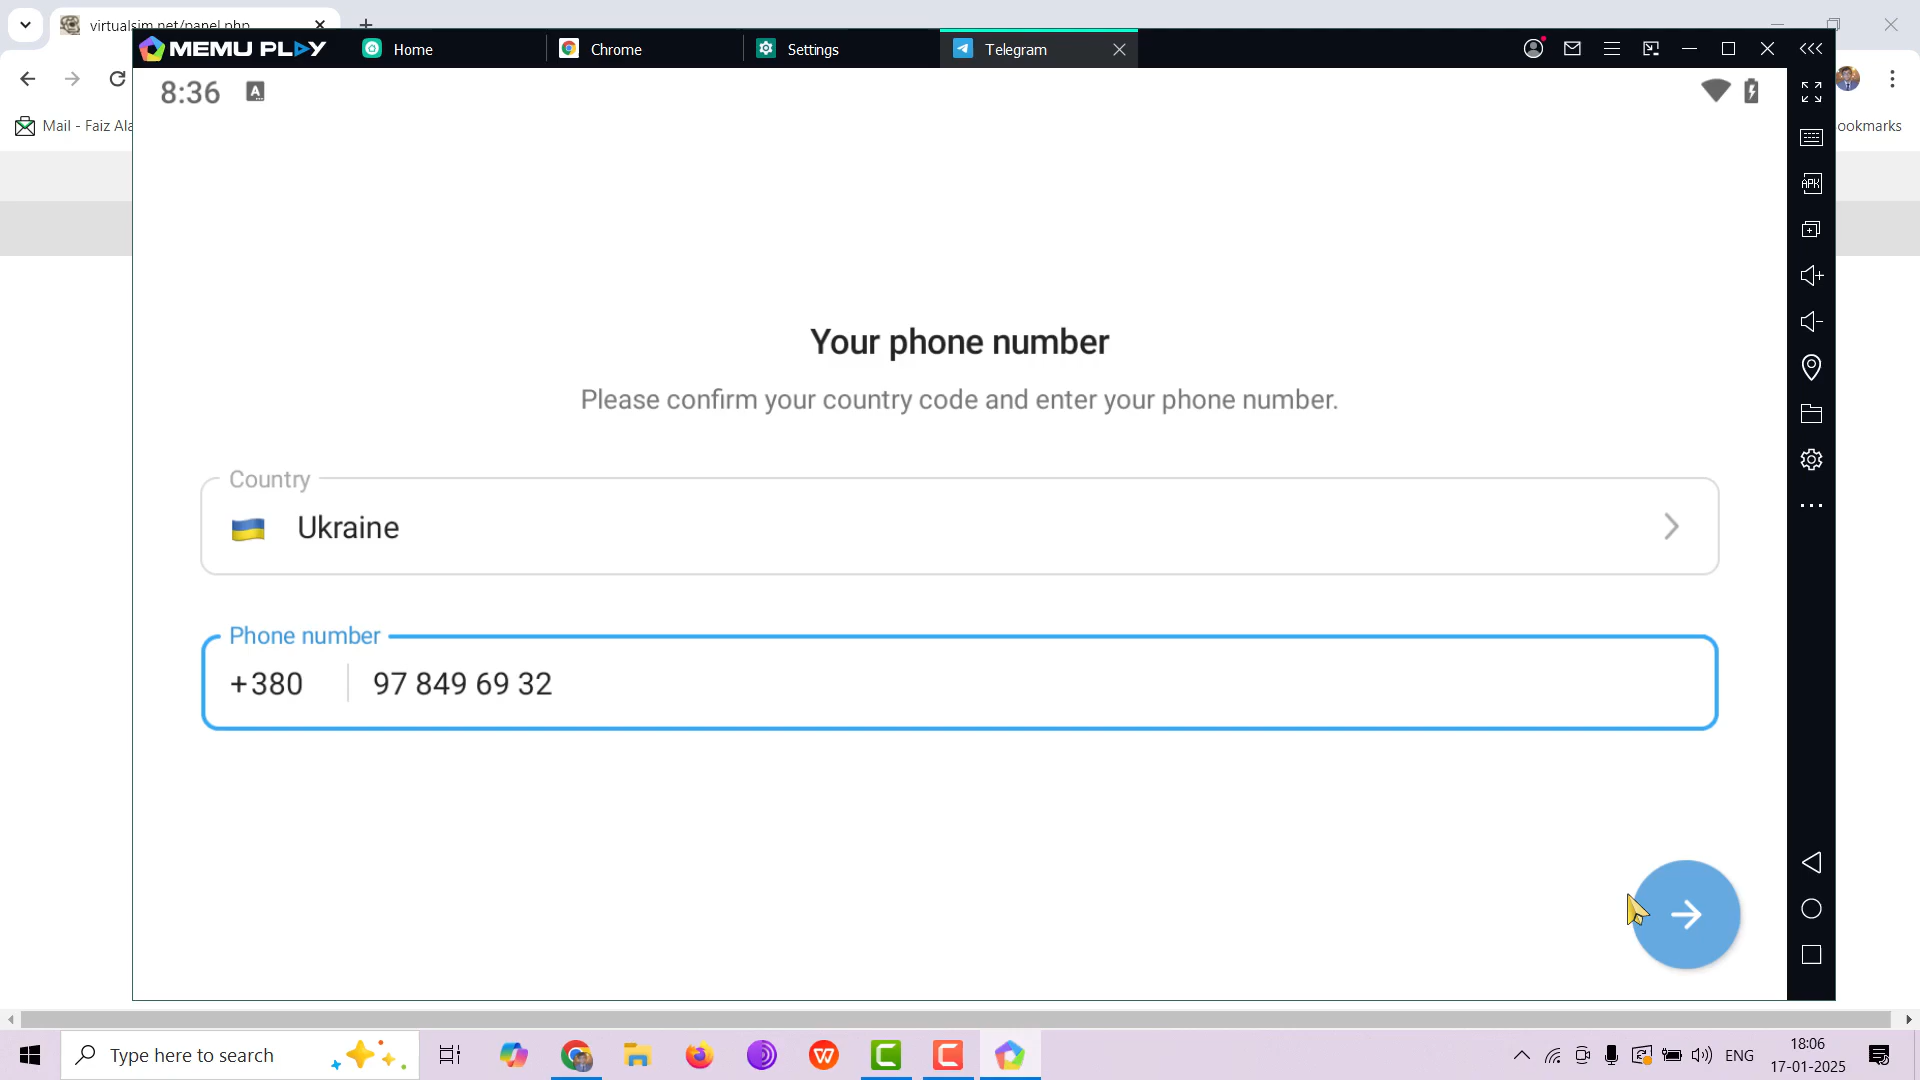 virtualsim.net/panel.php
MEMU PLAY
Home
Chrome
Settings
Telegram
8:36
A
Mail - Faiz Ala
ookmarks
APK
Your phone number
Please confirm your country code and enter your phone number.
Country
Ukraine
Phone number
+380
97 849 69 32
Type here to search
ENG
18:06
17-01-2025